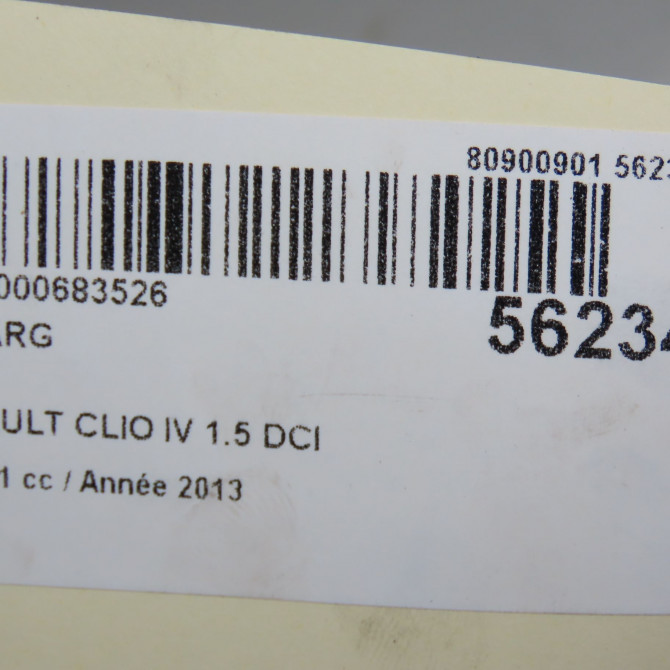 80900901 5623
000683526
ARG
56234
ULT CLIO IV 1.5 DCI
1 cc / Année 2013